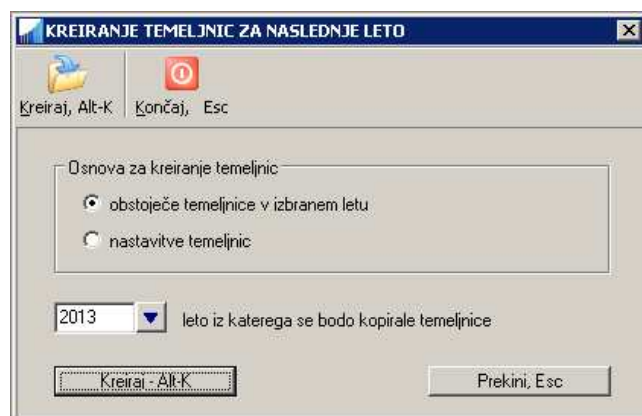 KREIRANJE TEMELJNIC ZA NASLEDNJE LETO
Kreiraj, Alt-K Končaj, Esc
Osnova za kreiranje temeljnic
obstoječe temeljnice v izbranem letu
nastavitve temeljnic
2013 leto iz katerega se bodo kopirale temeljnice
Kreiraj - Alt-K Prekini, Esc